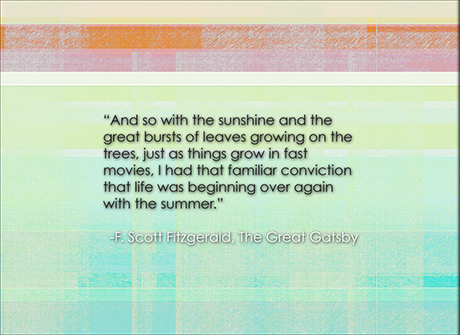 “And so with the sunshine and the
great bursts of leaves growing on the
trees, just as things grow in fast
movies, I had that familiar conviction
that life was beginning over again
with the summer.”
-F. Scott Fitzgerald, The Great Gatsby